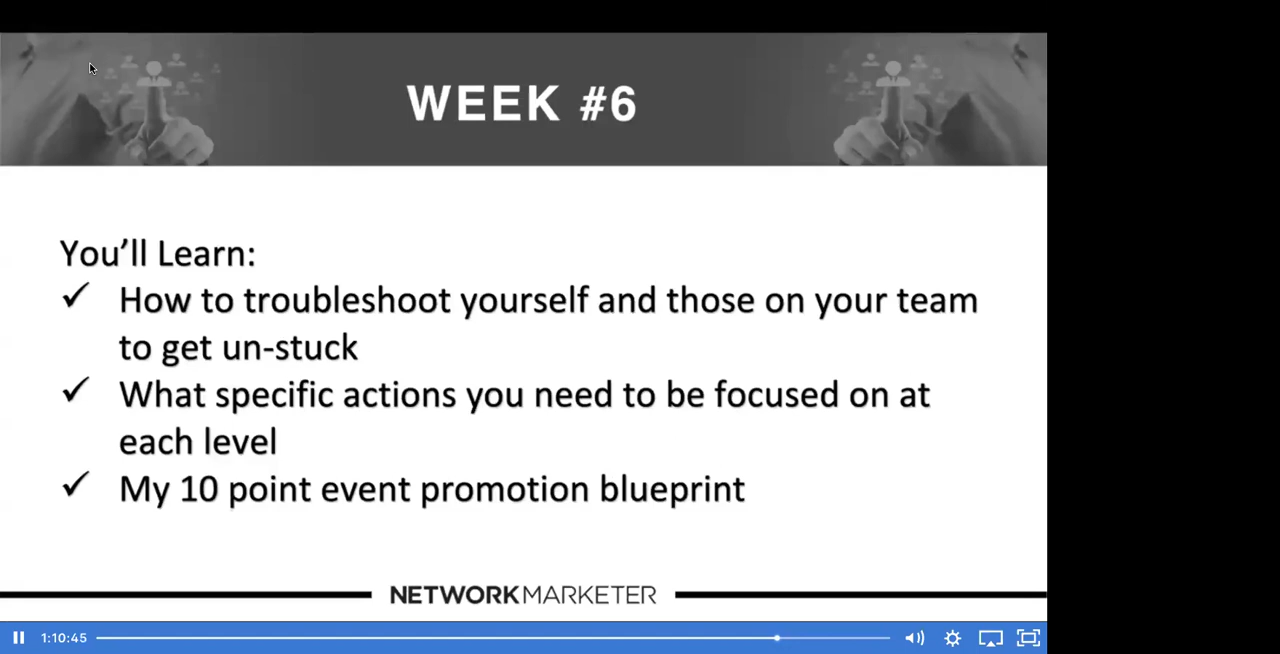 WEEK #6
You’ll Learn:
✓ How to troubleshoot yourself and those on your team
to get un-stuck
✓ What specific actions you need to be focused on at
each level
✓ My 10 point event promotion blueprint
NETWORKMARKETER
1:10:45